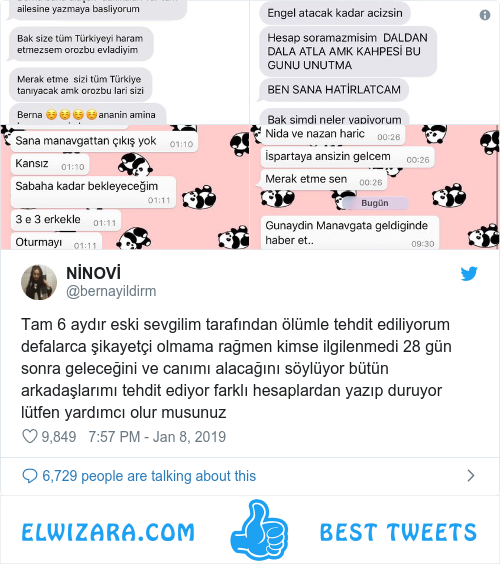 ailesine yazmaya baslıyorum
Bak size tüm Türkiyeyi haram
etmezsem orozbu evladiyim
Merak etme sizi tüm Türkiye
tanıyacak amk orozbu lari sizi
Berna ☺️☺️☺️☺️ananin amina
Engel atacak kadar acizsin
Hesap soramazmisim DALDAN
DALA ATLA AMK KAHPESİ BU
GUNU UNUTMA
BEN SANA HATİRLATCAM
Bak simdi neler yapiyorum
Sana manavgattan çıkış yok 01:10
Kansız 01:10
Sabaha kadar bekleyeceğim 01:11
3 e 3 erkekle 01:11
Oturmayı 01:11
Nida ve nazan haric 00:26
İspartaya ansizin gelcem 00:26
Merak etme sen 00:26
Bugün
Gunaydin Manavgata geldiginde
haber et.. 09:30
NİNOVİ
@bernayildirm
Tam 6 aydır eski sevgilim tarafından ölümle tehdit ediliyorum
defalarca şikayetçi olmama rağmen kimse ilgilenmedi 28 gün
sonra geleceğini ve canımı alacağını söylüyor bütün
arkadaşlarımı tehdit ediyor farklı hesaplardan yazıp duruyor
lütfen yardımcı olur musunuz
9,849 7:57 PM - Jan 8, 2019
6,729 people are talking about this
ELWIZARA.COM BEST TWEETS